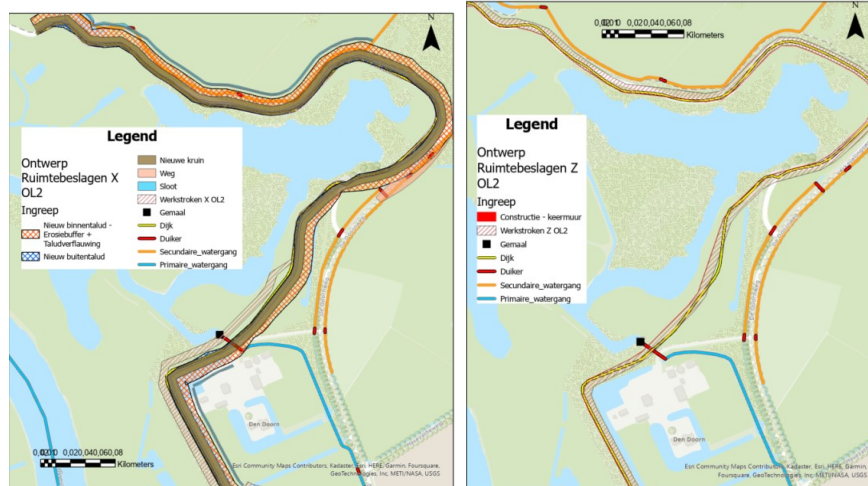 N
Legend
Ontwerp
Ruimtebeslagen X
OL2
Ingreep
Nieuw binnentalud -
Erosiebuffer +
Taludverflauwing
Nieuw buitentalud
Nieuwe kruin
Weg
Sloot
Werkstroken X OL2
Gemaal
Dijk
Duiker
Secundaire_watergang
Primaire_watergang
Den Doorn
Kilometers
Esri Community Maps Contributors, Kadaster, Esri, HERE, Garmin, Foursquare,
GeoTechnologies, Inc, METI/NASA, USGS
N
Kilometers
Legend
Ontwerp
Ruimtebeslagen Z
OL2
Ingreep
Constructie - keermuur
Werkstroken Z OL2
Gemaal
Dijk
Duiker
Secundaire_watergang
Primaire_watergang
Den Doorn
Esri Community Maps Contributors, Kadaster, Esri, HERE, Garmin,
Foursquare, GeoTechnologies, Inc, METI/NASA, USGS